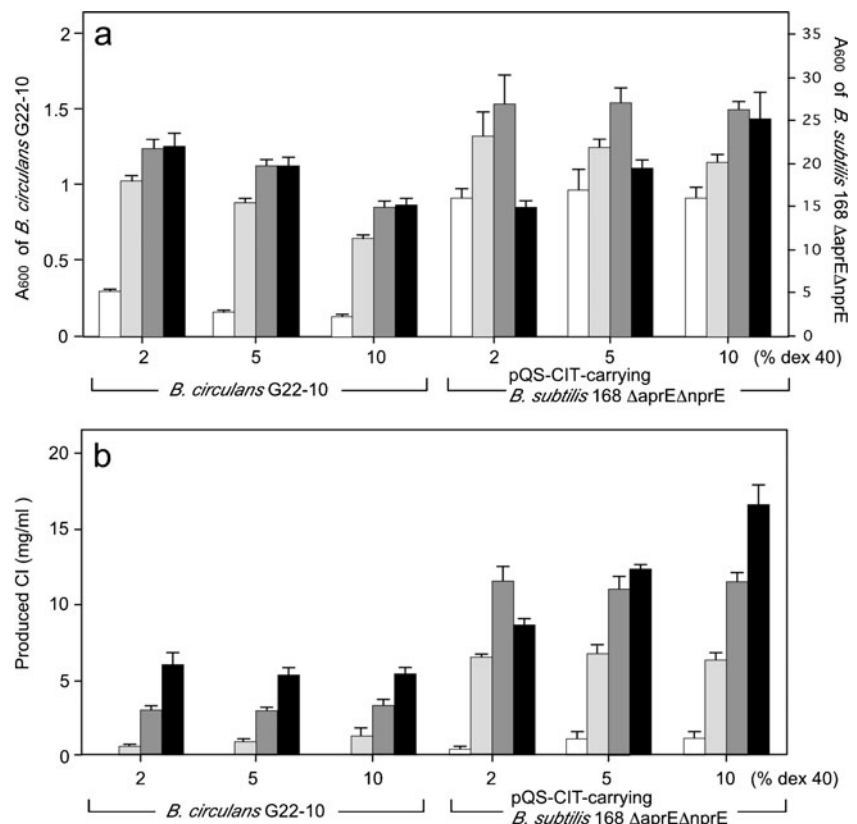 a
2
1.5
1
0.5
0
A600 of B. circulans G22-10
35
30
25
20
15
10
5
0
A600 of B. subtilis 168 ΔaprEΔnprE
2 5 10 2 5 10 (% dex 40)
B. circulans G22-10
pQS-CIT-carrying
B. subtilis 168 ΔaprEΔnprE
b
20
15
10
5
0
Produced CI (mg/ml )
2 5 10 2 5 10 (% dex 40)
B. circulans G22-10
pQS-CIT-carrying
B. subtilis 168 ΔaprEΔnprE